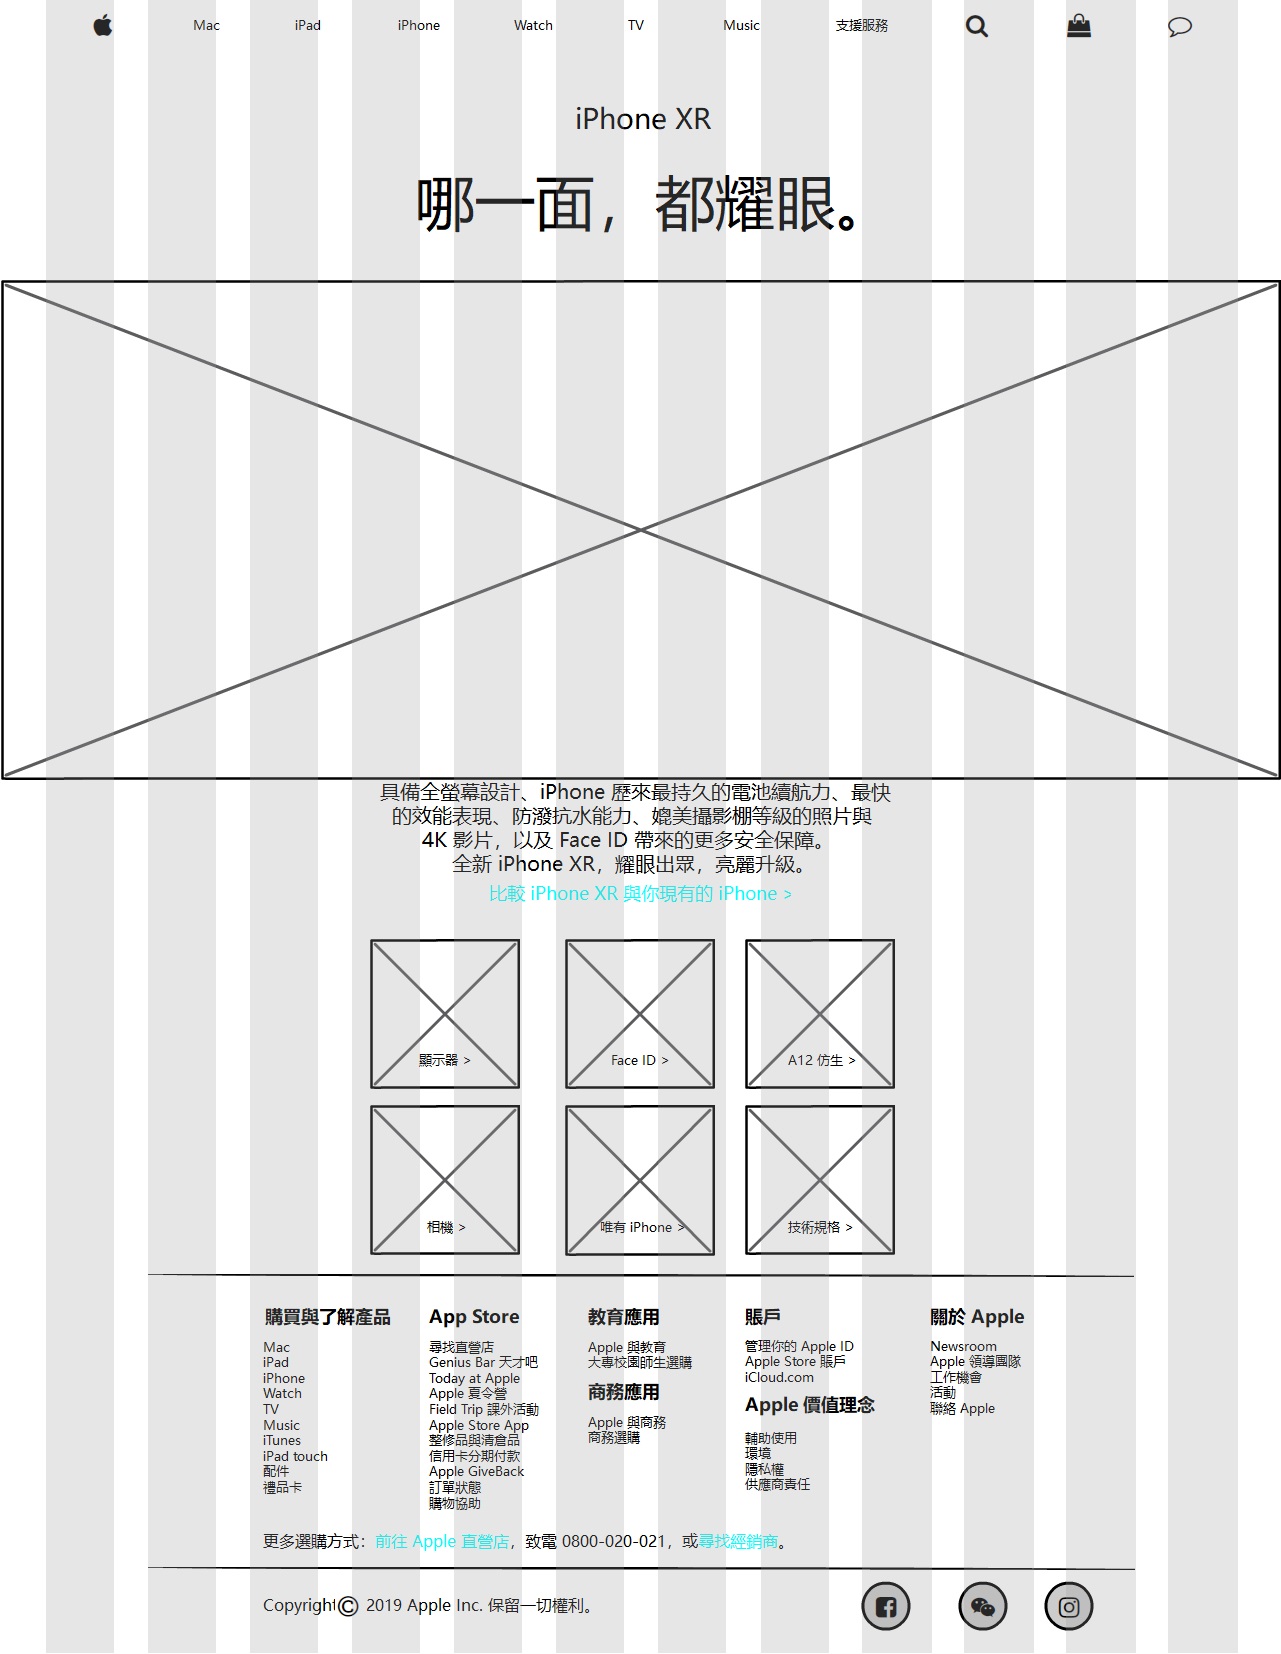 Mac iPad iPhone Watch TV Music 支援服務
iPhone XR
哪一面，都耀眼。
具備全螢幕設計、iPhone 歷來最持久的電池續航力、最快
的效能表現、防潑抗水能力、媲美攝影棚等級的照片與
4K 影片，以及 Face ID 帶來的更多安全保障。
全新 iPhone XR，耀眼出眾，亮麗升級。
比較 iPhone XR 與你現有的 iPhone >
顯示器 >
Face ID >
A12 仿生 >
相機 >
唯有 iPhone >
技術規格 >
購買與了解產品
Mac
iPad
iPhone
Watch
TV
Music
iTunes
iPad touch
配件
禮品卡
App Store
尋找直營店
Genius Bar 天才吧
Today at Apple
Apple 夏令營
Field Trip 課外活動
Apple Store App
整修品與清倉品
信用卡分期付款
Apple GiveBack
訂單狀態
購物協助
教育應用
Apple 與教育
大專校園師生選購
商務應用
Apple 與商務
商務選購
賬戶
管理你的 Apple ID
Apple Store 賬戶
iCloud.com
Apple 價值理念
輔助使用
環境
隱私權
供應商責任
關於 Apple
Newsroom
Apple 領導團隊
工作機會
活動
聯絡 Apple
更多選購方式：前往 Apple 直營店，致電 0800-020-021，或尋找經銷商。
Copyright© 2019 Apple Inc. 保留一切權利。